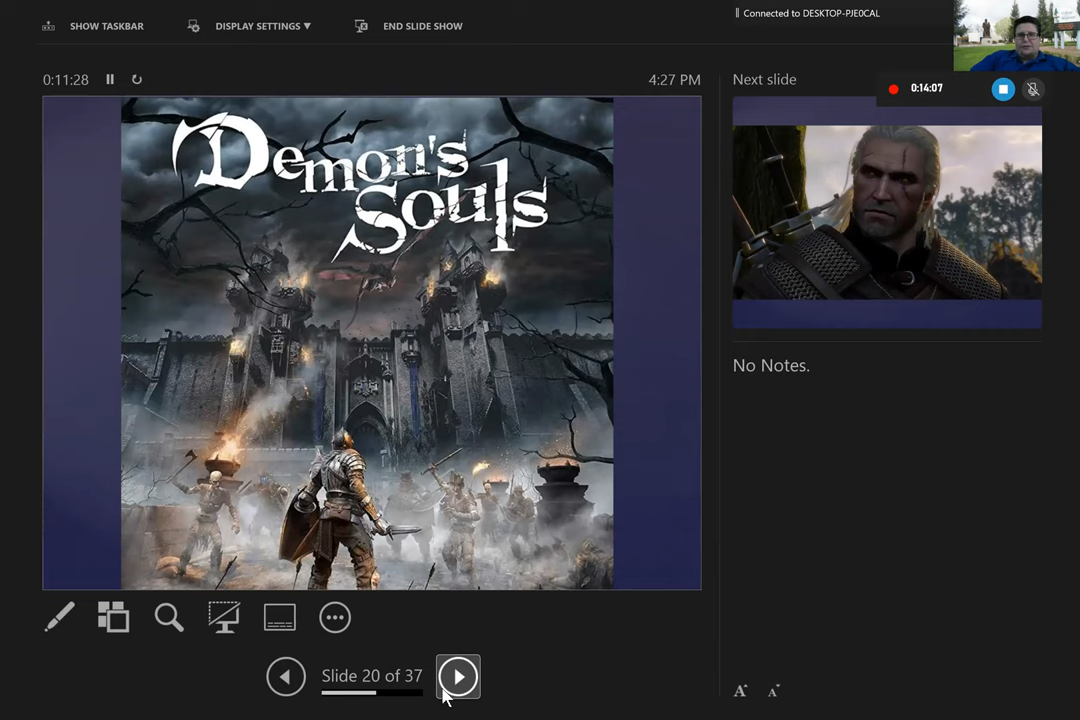 SHOW TASKBAR
DISPLAY SETTINGS ▼
END SLIDE SHOW
Connected to DESKTOP-PJE0CAL
0:11:28
4:27 PM
Next slide
0:14:07
Demon's
Souls
No Notes.
Slide 20 of 37
A A